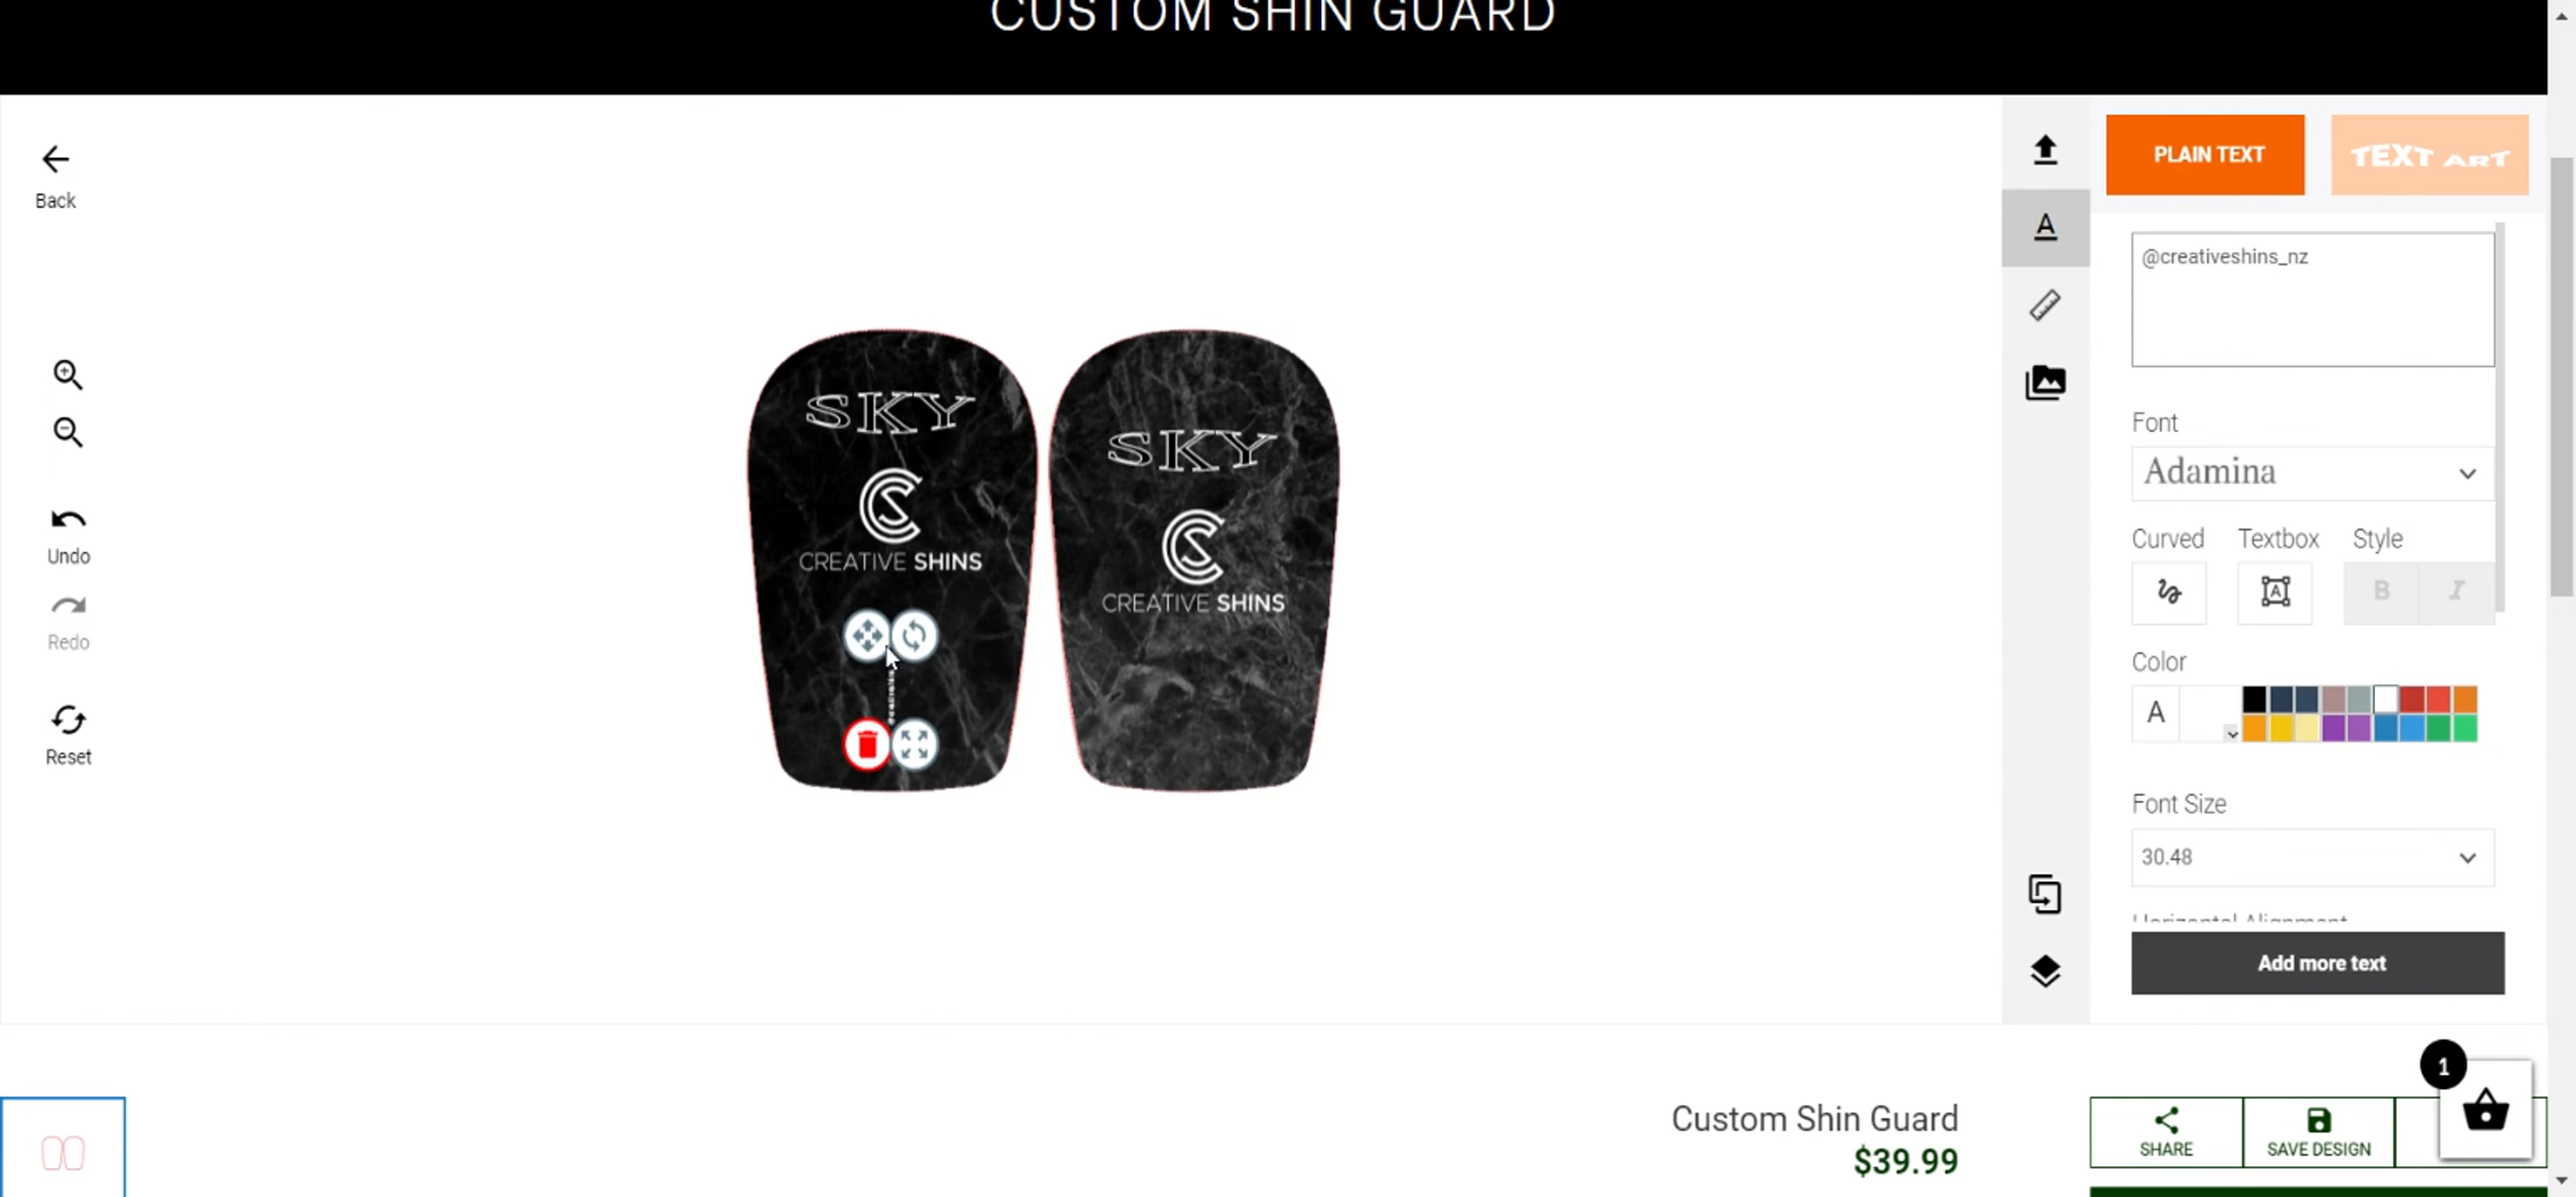 CUSTOM SHIN GUARD
Back
PLAIN TEXT
TEXT ART
@creativeshins_nz
Font
Adamina
Curved
Textbox
Style
B
I
Color
A
Font Size
30.48
Horizontal Alignment
Add more text
Undo
Redo
Reset
SKY
CREATIVE SHINS
SKY
CREATIVE SHINS
Custom Shin Guard
$39.99
SHARE
SAVE DESIGN
1